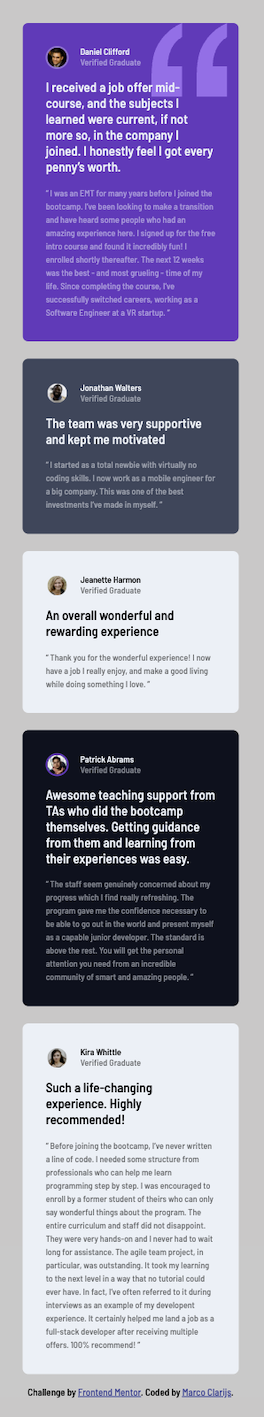 Daniel Clifford
Verified Graduate
I received a job offer mid-
course, and the subjects I
learned were current, if not
more so, in the company I
joined. I honestly feel I got every
penny's worth.
“ I was an EMT for many years before I joined the
bootcamp. I've been looking to make a transition
and have heard some people who had an
amazing experience here. I signed up for the free
intro course and found it incredibly fun! I
enrolled shortly thereafter. The next 12 weeks
was the best - and most grueling - time of my
life. Since completing the course, I've
successfully switched careers, working as a
Software Engineer at a VR startup. ”
Jonathan Walters
Verified Graduate
The team was very supportive
and kept me motivated
“ I started as a total newbie with virtually no
coding skills. I now work as a mobile engineer for
a big company. This was one of the best
investments I've made in myself. ”
Jeanette Harmon
Verified Graduate
An overall wonderful and
rewarding experience
“ Thank you for the wonderful experience! I now
have a job I really enjoy, and make a good living
while doing something I love. ”
Patrick Abrams
Verified Graduate
Awesome teaching support from
TAs who did the bootcamp
themselves. Getting guidance
from them and learning from
their experiences was easy.
“ The staff seem genuinely concerned about my
progress which I find really refreshing. The
program gave me the confidence necessary to
be able to go out in the world and present myself
as a capable junior developer. The standard is
above the rest. You will get the personal
attention you need from an incredible
community of smart and amazing people. ”
Kira Whittle
Verified Graduate
Such a life-changing
experience. Highly
recommended!
“ Before joining the bootcamp, I've never written
a line of code. I needed some structure from
professionals who can help me learn
programming step by step. I was encouraged to
enroll by a former student of theirs who can only
say wonderful things about the program. The
entire curriculum and staff did not disappoint.
They were very hands-on and I never had to wait
long for assistance. The agile team project, in
particular, was outstanding. It took my learning
to the next level in a way that no tutorial could
ever have. In fact, I've often referred to it during
interviews as an example of my developent
experience. It certainly helped me land a job as a
full-stack developer after receiving multiple
offers. 100% recommend! ”
Challenge by Frontend Mentor. Coded by Marco Clarijs.